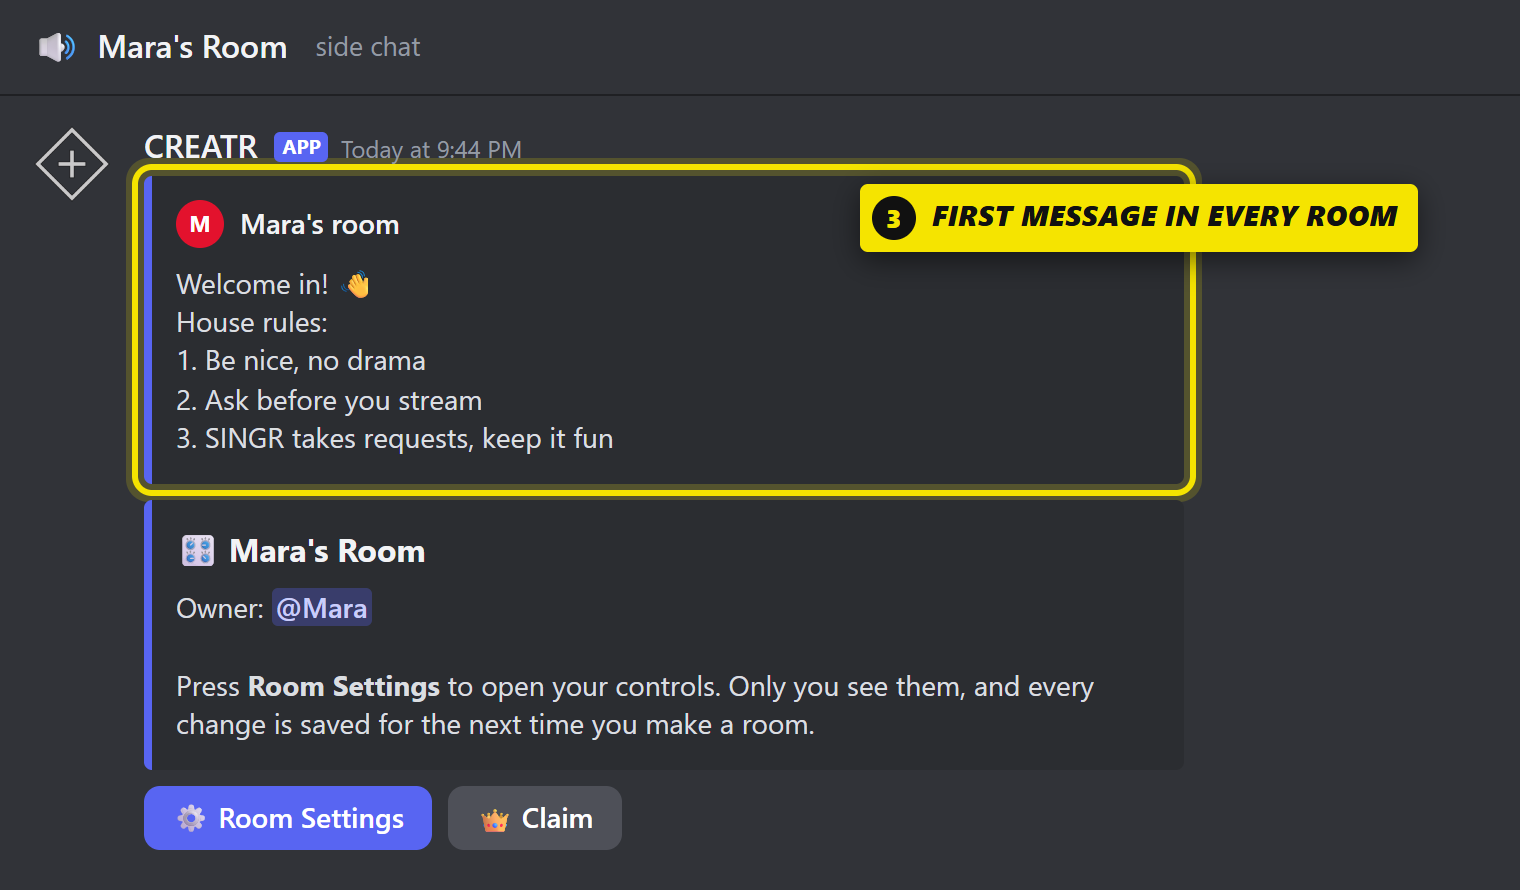 Mara's Room side chat
CREATR APP Today at 9:44 PM
M Mara's room
3 FIRST MESSAGE IN EVERY ROOM
Welcome in! 👋
House rules:
1. Be nice, no drama
2. Ask before you stream
3. SINGR takes requests, keep it fun
Mara's Room
Owner: @Mara
Press Room Settings to open your controls. Only you see them, and every
change is saved for the next time you make a room.
Room Settings
Claim